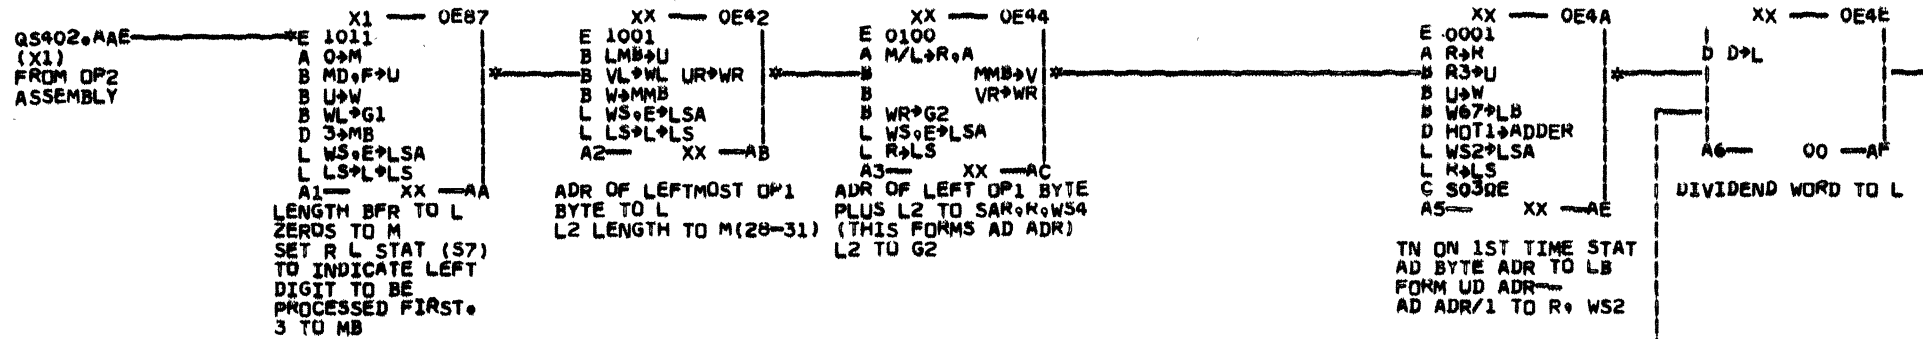 QS402.AAE
(X1)
FROM OP2
ASSEMBLY
X1 — 0E87
*E 1011
A 0→M
B MD,F→U
B U→W
B WL→G1
D 3→MB
L WS,E→LSA
L LS→L→LS
A1— XX —AA
LENGTH BFR TO L
ZEROS TO M
SET R L STAT (S7)
TO INDICATE LEFT
DIGIT TO BE
PROCESSED FIRST.
3 TO MB
XX — 0E42
E 1001
B LMB→U
* B VL→WL UR→WR
B W→MMB
L WS,E→LSA
L LS→L→LS
A2— XX —AB
ADR OF LEFTMOST OP1
BYTE TO L
L2 LENGTH TO M(28-31)
XX — 0E44
E 0100
A M/L→R,A
* B MMB→V
B VR→WR
B WR→G2
L WS,E→LSA
L R→LS
A3— XX —AC
ADR OF LEFT OP1 BYTE
PLUS L2 TO SAR,R,WS4
(THIS FORMS AD ADR)
L2 TO G2
XX — 0E4A
E 0001
A R→R
* B R3→U
B U→W
B W67→LB
D HOT1→ADDER
L WS2→LSA
L R→LS
C S03ΩE
A5— XX —AE
TN ON 1ST TIME STAT
AD BYTE ADR TO LB
FORM UD ADR—
AD ADR/1 TO R, WS2
XX — 0E4E
D D→L
*
A6— 00 —AF
DIVIDEND WORD TO L